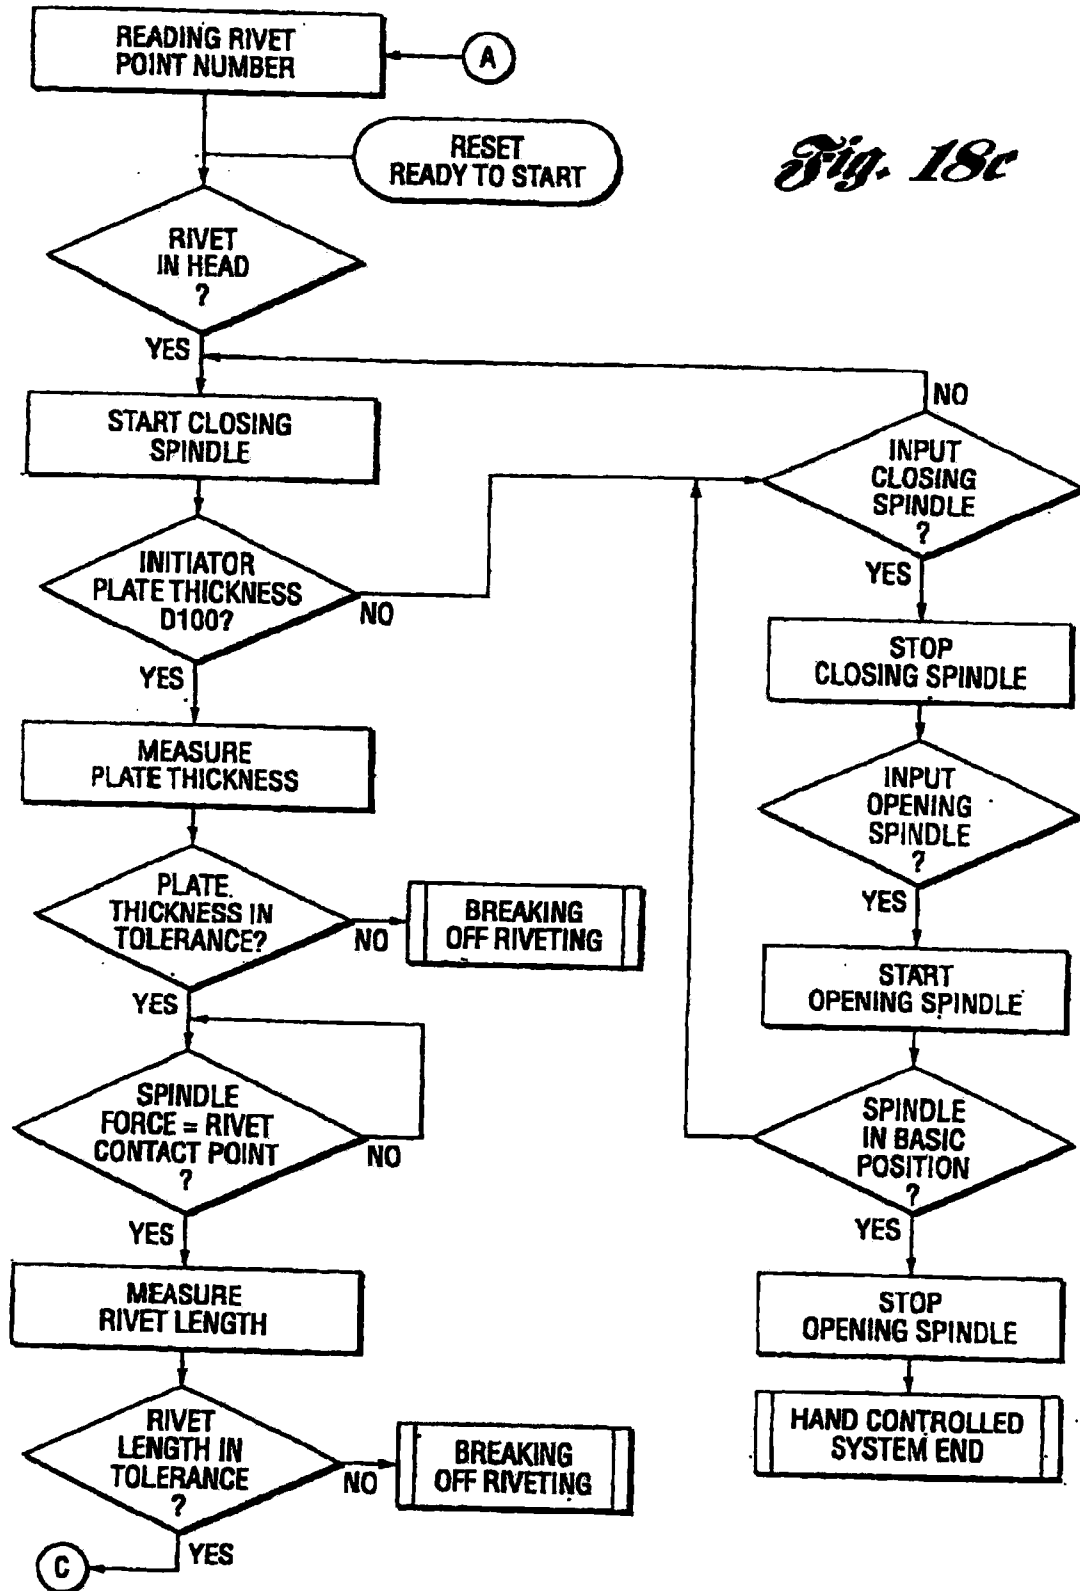 READING RIVET
POINT NUMBER
A
RESET
READY TO START
Fig. 18c
RIVET
IN HEAD
?
YES
START CLOSING
SPINDLE
INITIATOR
PLATE THICKNESS
D100?
NO
YES
MEASURE
PLATE THICKNESS
PLATE
THICKNESS IN
TOLERANCE?
NO
BREAKING
OFF RIVETING
YES
SPINDLE
FORCE = RIVET
CONTACT POINT
?
NO
YES
MEASURE
RIVET LENGTH
RIVET
LENGTH IN
TOLERANCE
?
NO
BREAKING
OFF RIVETING
YES
C
NO
INPUT
CLOSING
SPINDLE
?
YES
STOP
CLOSING SPINDLE
INPUT
OPENING
SPINDLE
?
YES
START
OPENING SPINDLE
SPINDLE
IN BASIC
POSITION
?
YES
STOP
OPENING SPINDLE
HAND CONTROLLED
SYSTEM END